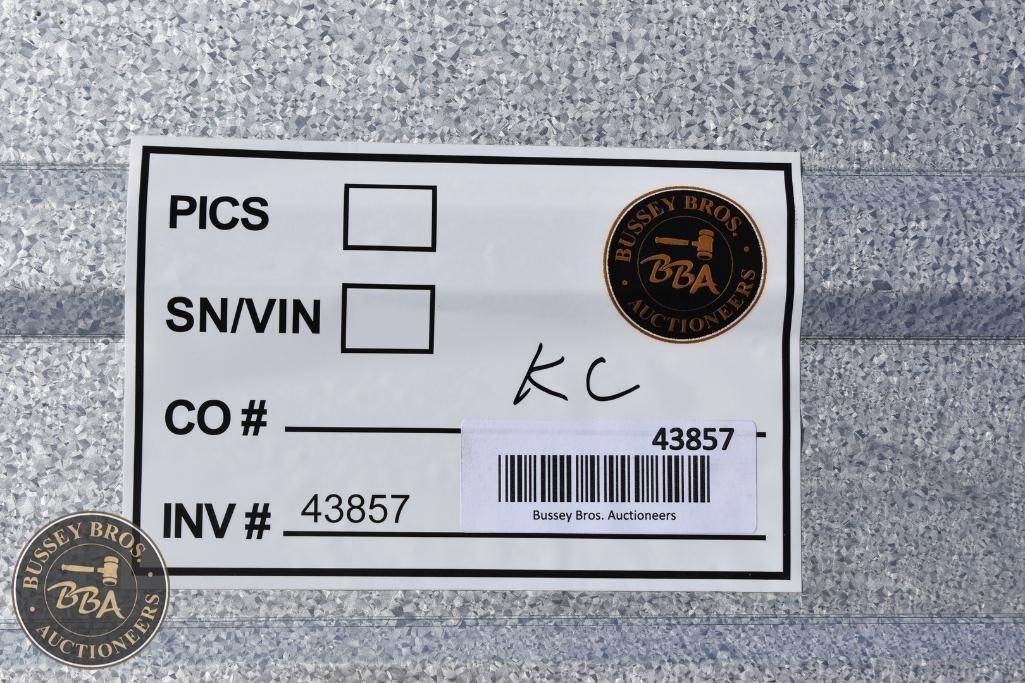 PICS
BUSSEY BROS.
BBA
AUCTIONEERS
SN/VIN
KC
CO #
43857
Bussey Bros. Auctioneers
INV # 43857
BUSSEY BROS.
BBA
AUCTIONEERS